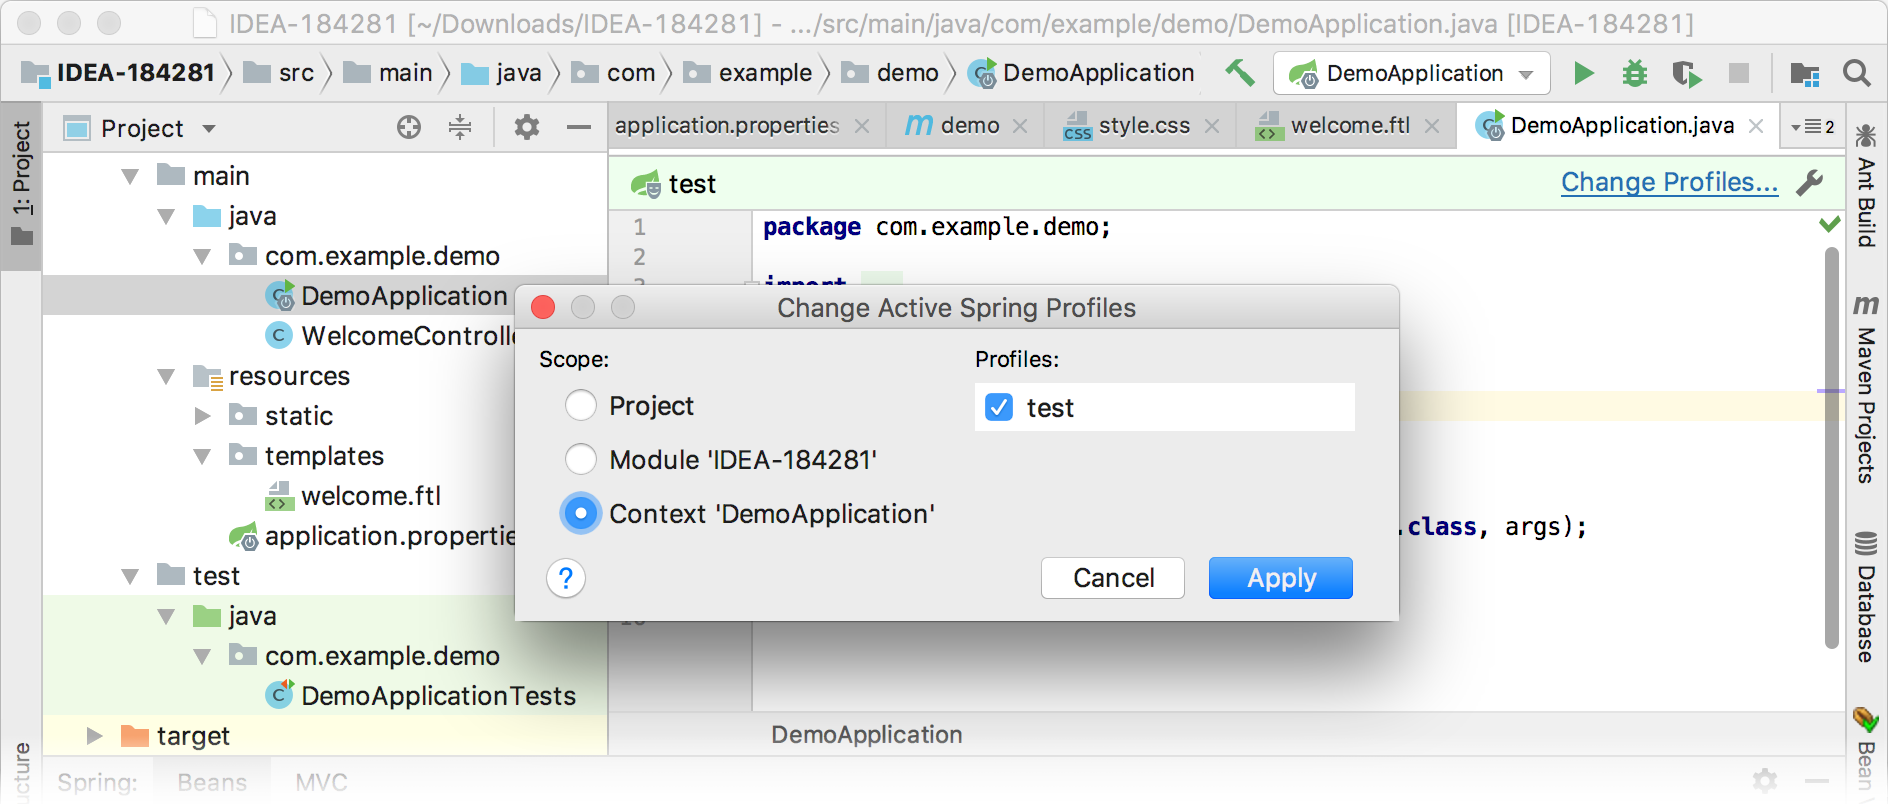 IDEA-184281 [~/Downloads/IDEA-184281] - .../src/main/java/com/example/demo/DemoApplication.java [IDEA-184281]
IDEA-184281 src main java com example demo DemoApplication DemoApplication
Project
application.properties demo style.css welcome.ftl DemoApplication.java 2
1: Project
main
java
com.example.demo
DemoApplication
WelcomeControlle
resources
static
templates
welcome.ftl
application.propertie
test
java
com.example.demo
DemoApplicationTests
target
test Change Profiles...
1 package com.example.demo;
2
import
.class, args);
DemoApplication
Change Active Spring Profiles
Scope: Profiles:
Project test
Module 'IDEA-184281'
Context 'DemoApplication'
? Cancel Apply
Ant Build
Maven Projects
Database
Bean
ucture
Spring: Beans MVC